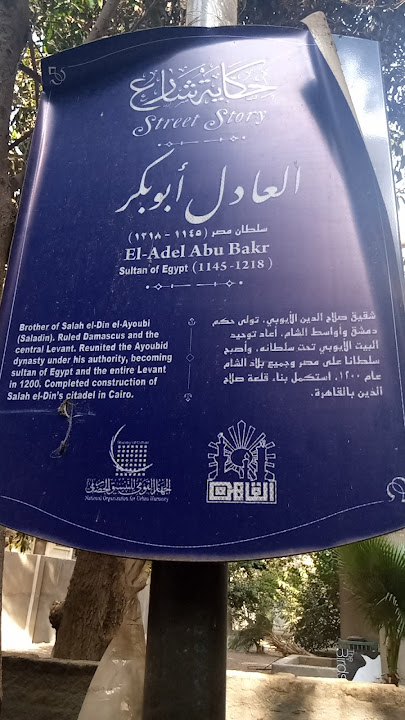 حكاية شارع
Street Story
العادل أبوبكر
سلطان مصر (١١٤٥ - ١٢١٨)
El-Adel Abu Bakr
Sultan of Egypt (1145-1218)
Brother of Salah el-Din el-Ayoubi
(Saladin). Ruled Damascus and the
central Levant. Reunited the Ayoubid
dynasty under his authority, becoming
sultan of Egypt and the entire Levant
in 1200. Completed construction of
Salah el-Din's citadel in Cairo.
شقيق صلاح الدين الأيوبي، تولى حكم
دمشق وأواسط الشام. أعاد توحيد
البيت الأيوبي تحت سلطانه، وأصبح
سلطانا على مصر وجميع بلاد الشام
عام ١٢٠٠. استكمل بناء قلعة صلاح
الدين بالقاهرة.
Ministry of Culture
الجهاز القومي للتنسيق الحضاري
National Organization for Urban Harmony
القاهرة